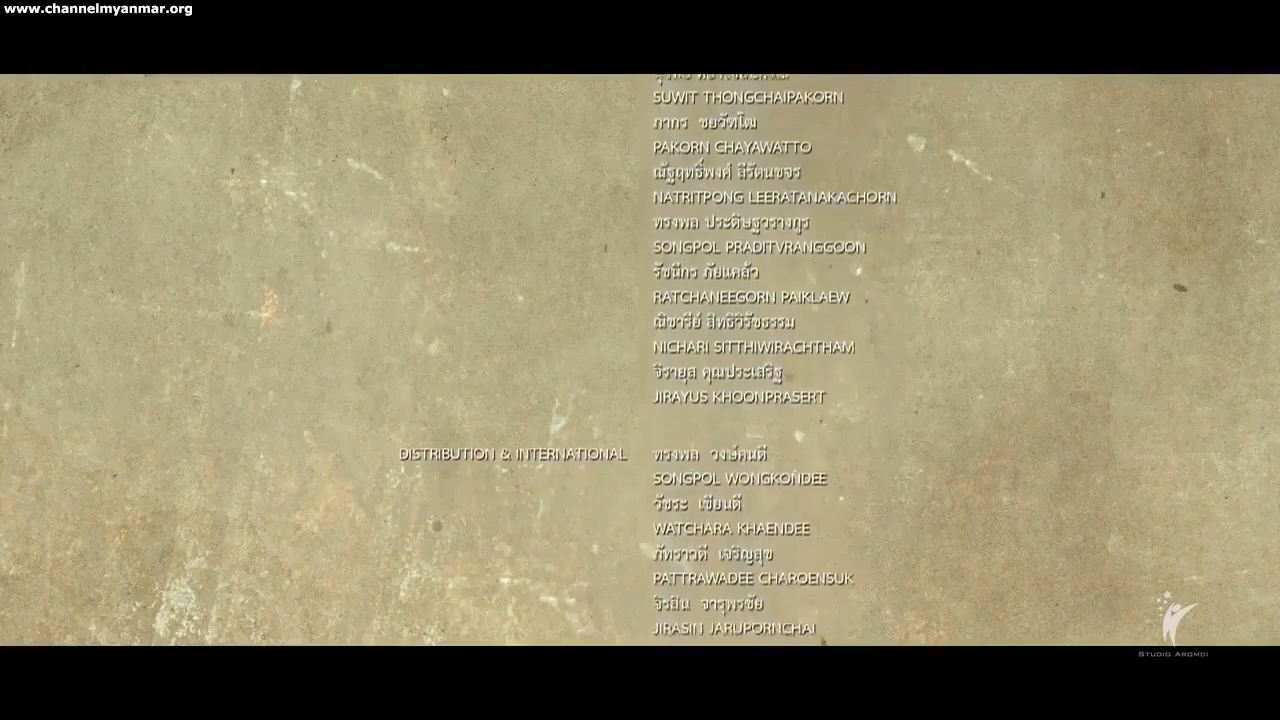 www.channelmyanmar.org
SUWIT THONGCHAIPAKORN
ภากร ชยวัฑโฒ
PAKORN CHAYAWATTO
ณัฐฤทธิ์พงศ์ ลีรัตนขจร
NATRITPONG LEERATANAKACHORN
ทรงพล ประดิษฐวรางกูร
SONGPOL PRADITVRANGGOON
รัชนีกร ภัยแคล้ว
RATCHANEEGORN PAIKLAEW
ณิชารีย์ สิทธิวิรัชธรรม
NICHARI SITTHIWIRACHTHAM
จิรายุส คุณประเสริฐ
JIRAYUS KHOONPRASERT
DISTRIBUTION & INTERNATIONAL ทรงพล วงษ์คนดี
SONGPOL WONGKONDEE
วัชระ เขียนดี
WATCHARA KHAENDEE
ภัทราวดี เจริญสุข
PATTRAWADEE CHAROENSUK
จิรสิน จารุพรชัย
JIRASIN JARUPORNCHAI
STUDIO AROMDI